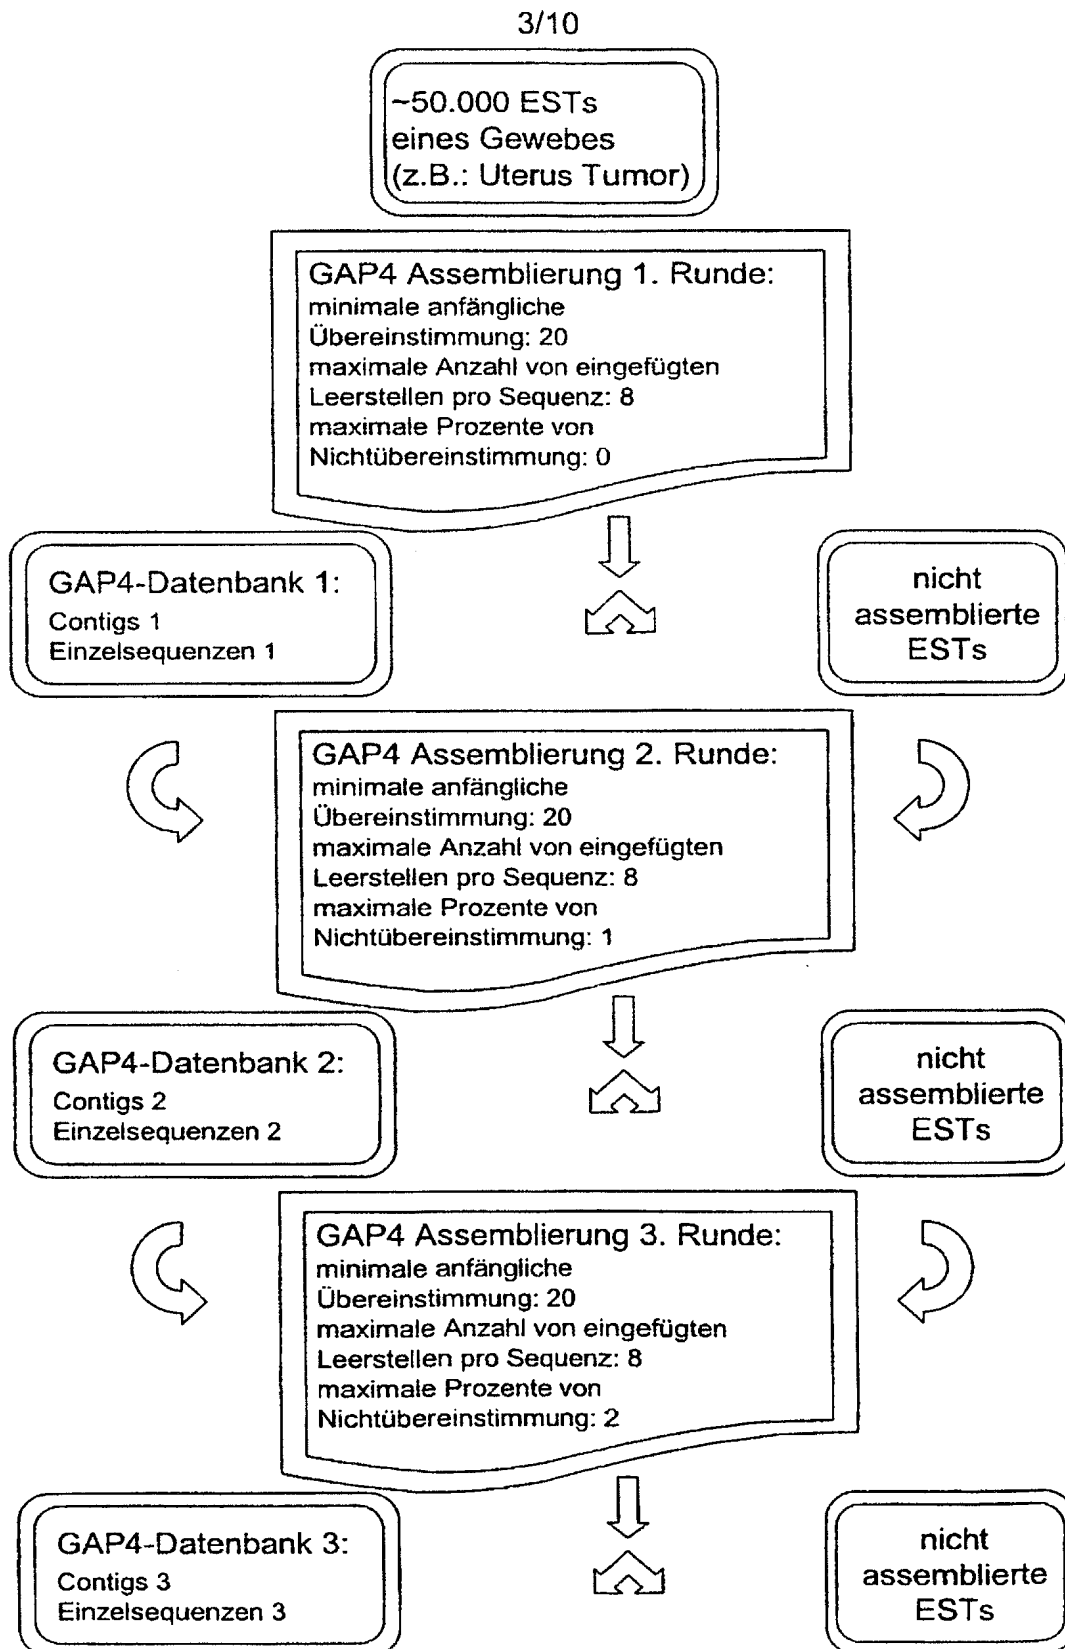 3/10
~50.000 ESTs
eines Gewebes
(z.B.: Uterus Tumor)
GAP4 Assemblierung 1. Runde:
minimale anfängliche
Übereinstimmung: 20
maximale Anzahl von eingefügten
Leerstellen pro Sequenz: 8
maximale Prozente von
Nichtübereinstimmung: 0
GAP4-Datenbank 1:
Contigs 1
Einzelsequenzen 1
nicht
assemblierte
ESTs
GAP4 Assemblierung 2. Runde:
minimale anfängliche
Übereinstimmung: 20
maximale Anzahl von eingefügten
Leerstellen pro Sequenz: 8
maximale Prozente von
Nichtübereinstimmung: 1
GAP4-Datenbank 2:
Contigs 2
Einzelsequenzen 2
nicht
assemblierte
ESTs
GAP4 Assemblierung 3. Runde:
minimale anfängliche
Übereinstimmung: 20
maximale Anzahl von eingefügten
Leerstellen pro Sequenz: 8
maximale Prozente von
Nichtübereinstimmung: 2
GAP4-Datenbank 3:
Contigs 3
Einzelsequenzen 3
nicht
assemblierte
ESTs